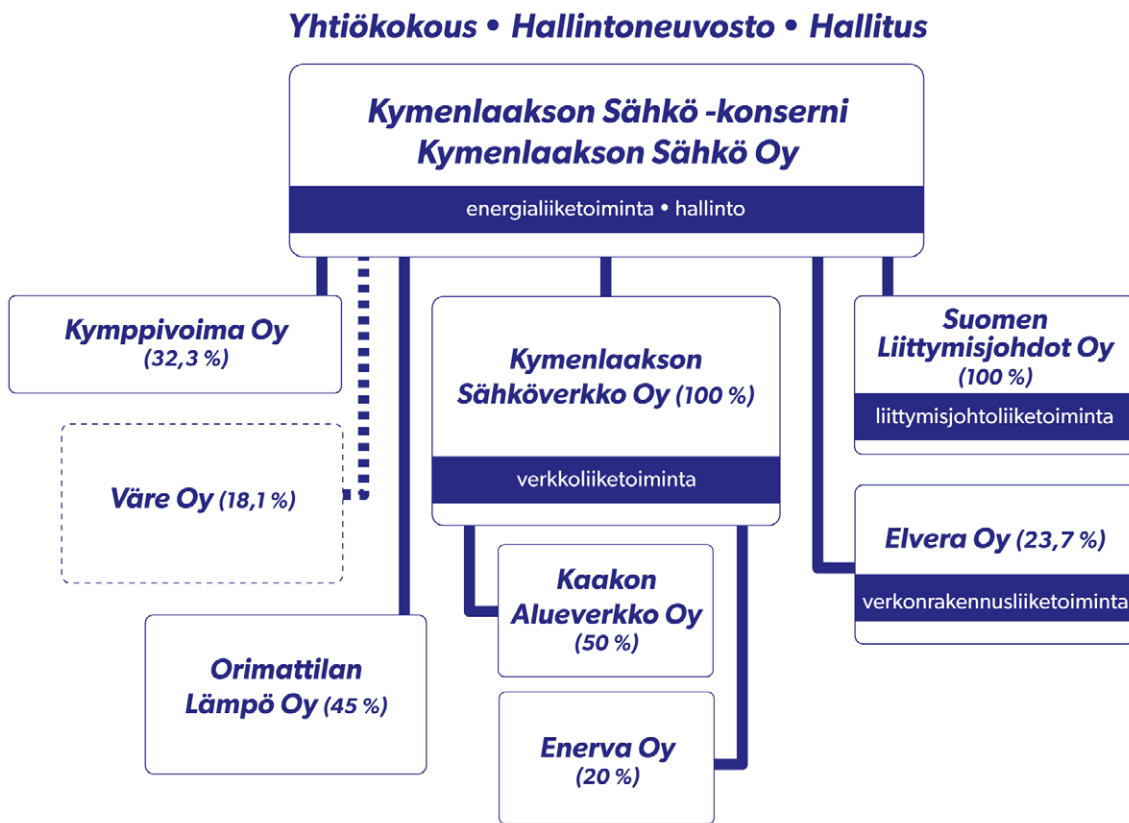 Yhtiökokous • Hallintoneuvosto • Hallitus
Kymenlaakson Sähkö -konserni
Kymenlaakson Sähkö Oy
energialiiketoiminta • hallinto
Kymppivoima Oy
(32,3 %)
Väre Oy (18,1 %)
Orimattilan
Lämpö Oy (45 %)
Kymenlaakson
Sähköverkko Oy (100 %)
verkkoliiketoiminta
Kaakon
Alueverkko Oy
(50 %)
Enerva Oy
(20 %)
Suomen
Liittymisjohdot Oy
(100 %)
liittymisjohtoliiketoiminta
Elvera Oy (23,7 %)
verkonrakennusliiketoiminta